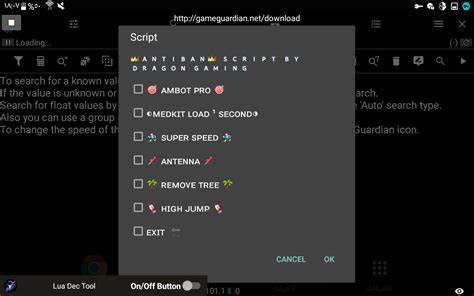 http://gameguardian.net/download
Loading...
Script
👑ANTIBAN👑 SCRIPT BY
DRAGON GAMING
To search for a known valu
🎯 AMBOT PRO 🎯
If the value is unknown or
Search for float values by
e 'Auto' search type.
◐MEDKIT LOAD ¹ SECOND◑
Also you can use a group
To change the speed of th
Guardian icon.
SUPER SPEED
ANTENNA
🌴 REMOVE TREE 🌴
HIGH JUMP
EXIT
CANCEL
OK
Lua Dec Tool
On/Off Button